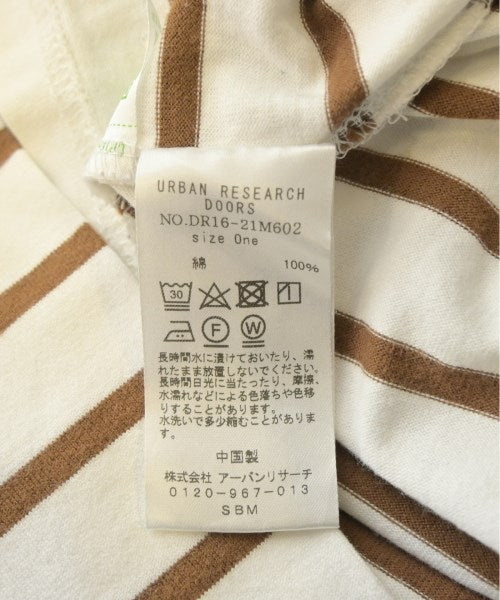 URBAN RESEARCH
DOORS
NO.DR16-21M602
size One
綿 100%
30
F W
長時間水に漬けておいたり、濡
れたまま放置しないでください。
長時間日光に当たったり、摩擦、
水濡れなどによる色落ちや色移
りすることがあります。
水洗いで多少縮むことがありま
す。
中国製
株式会社 アーバンリサーチ
0120-967-013
SBM